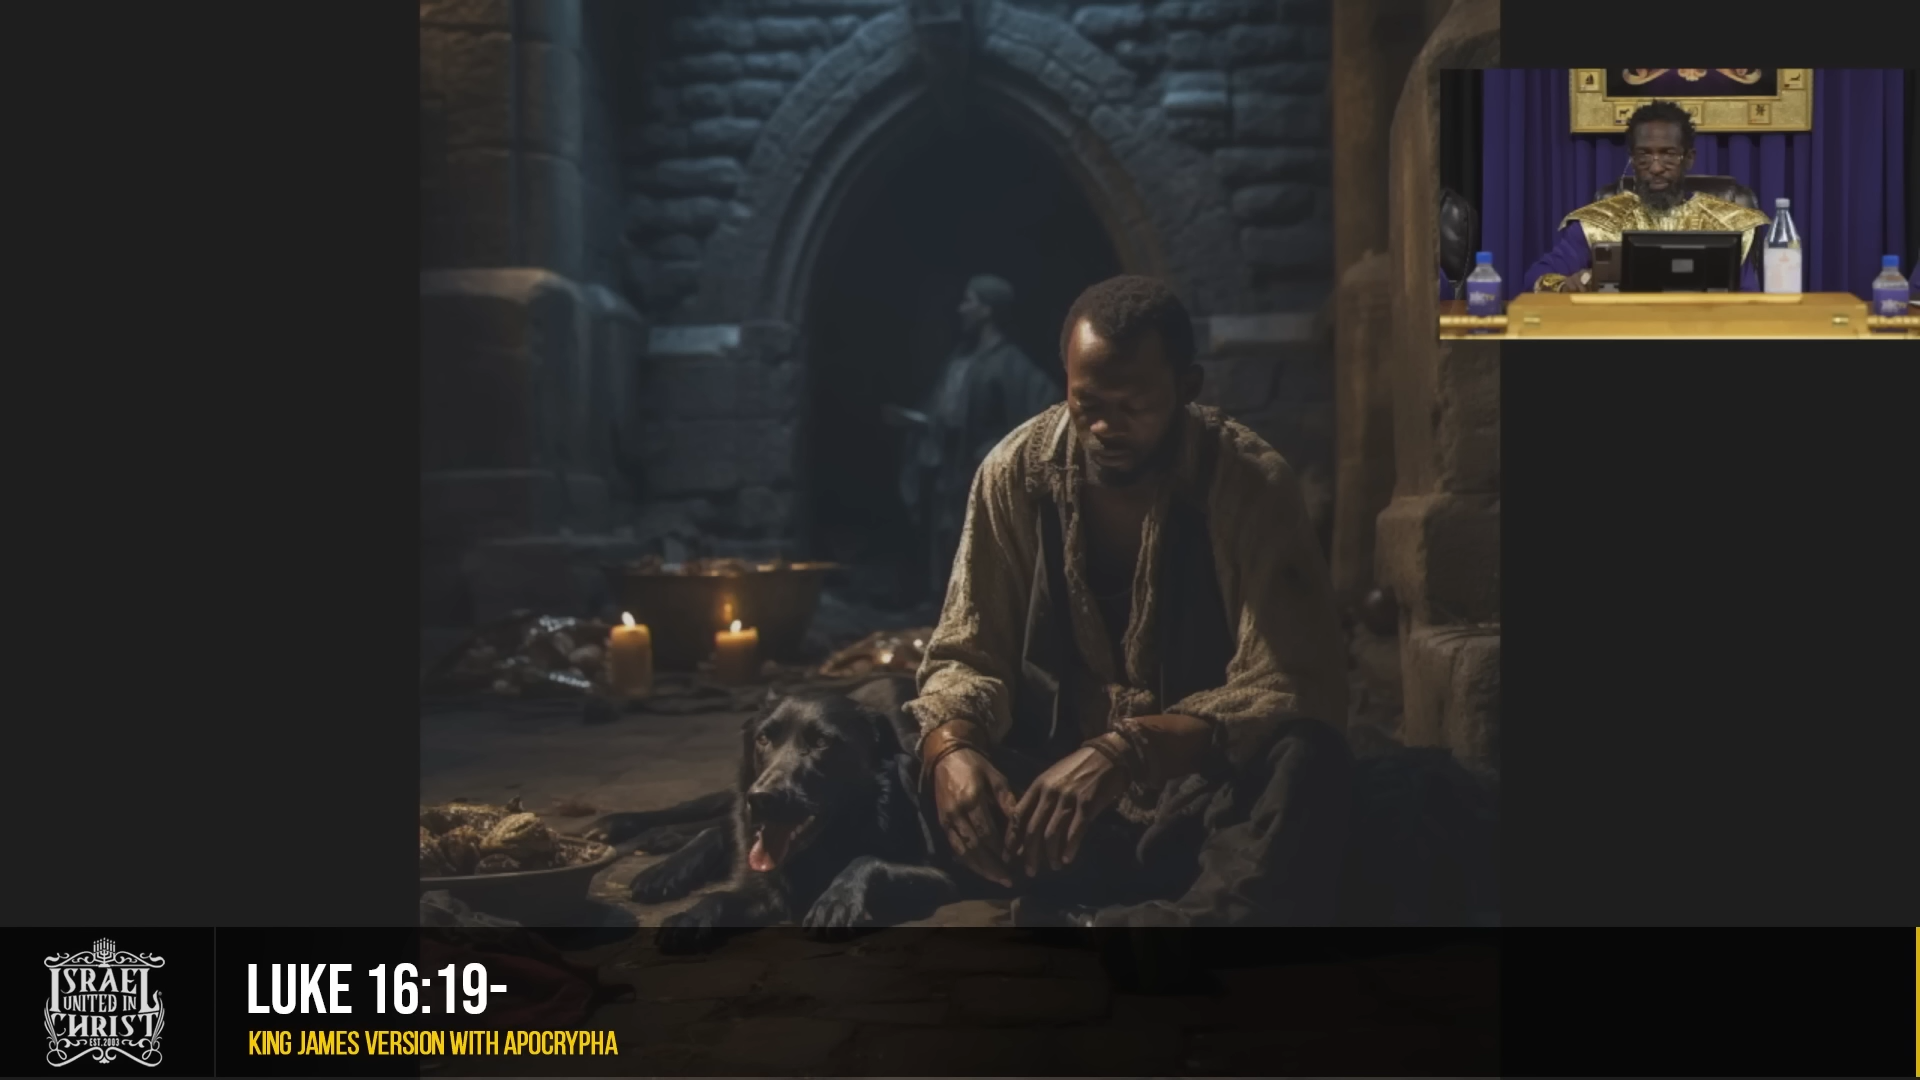 ISRAEL
UNITED IN
CHRIST
EST. 2003
LUKE 16:19-
KING JAMES VERSION WITH APOCRYPHA